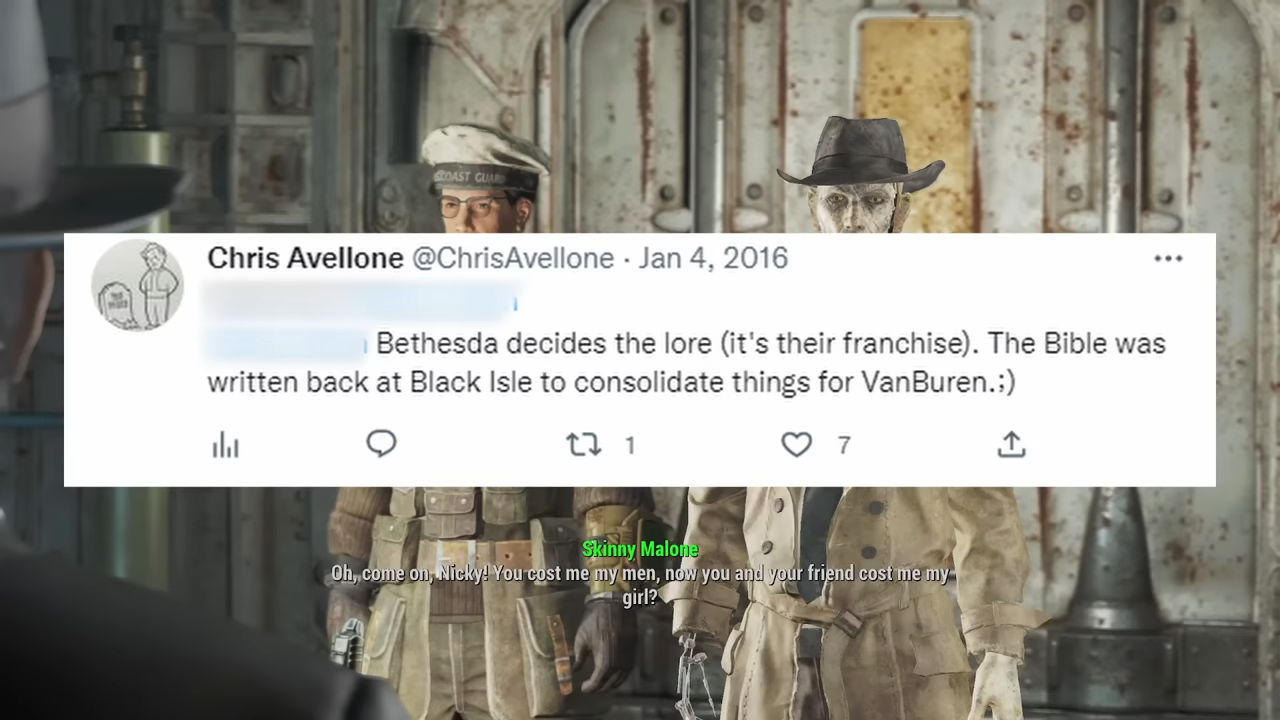 COAST GUARD
Chris Avellone @ChrisAvellone · Jan 4, 2016
Bethesda decides the lore (it's their franchise). The Bible was
written back at Black Isle to consolidate things for VanBuren.;)
1
7
Skinny Malone
Oh, come on, Nicky! You cost me my men, now you and your friend cost me my
girl?